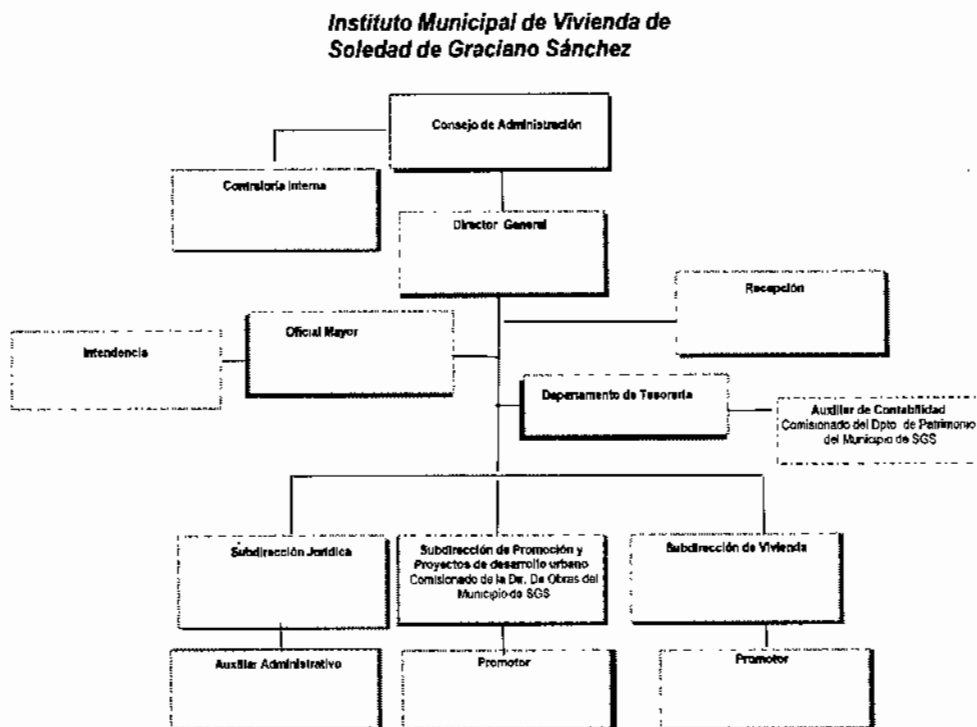 Instituto Municipal de Vivienda de
Soledad de Graciano Sánchez
Consejo de Administración
Contraloría Interna
Director General
Recepción
Oficial Mayor
Intendencia
Departamento de Tesorería
Auxiliar de Contabilidad
Comisionado del Dpto. de Patrimonio
del Municipio de SGS
Subdirección Jurídica
Subdirección de Promoción y
Proyectos de desarrollo urbano
Comisionado de la Dir. De Obras del
Municipio de SGS
Subdirección de Vivienda
Auxiliar Administrativo
Promotor
Promotor